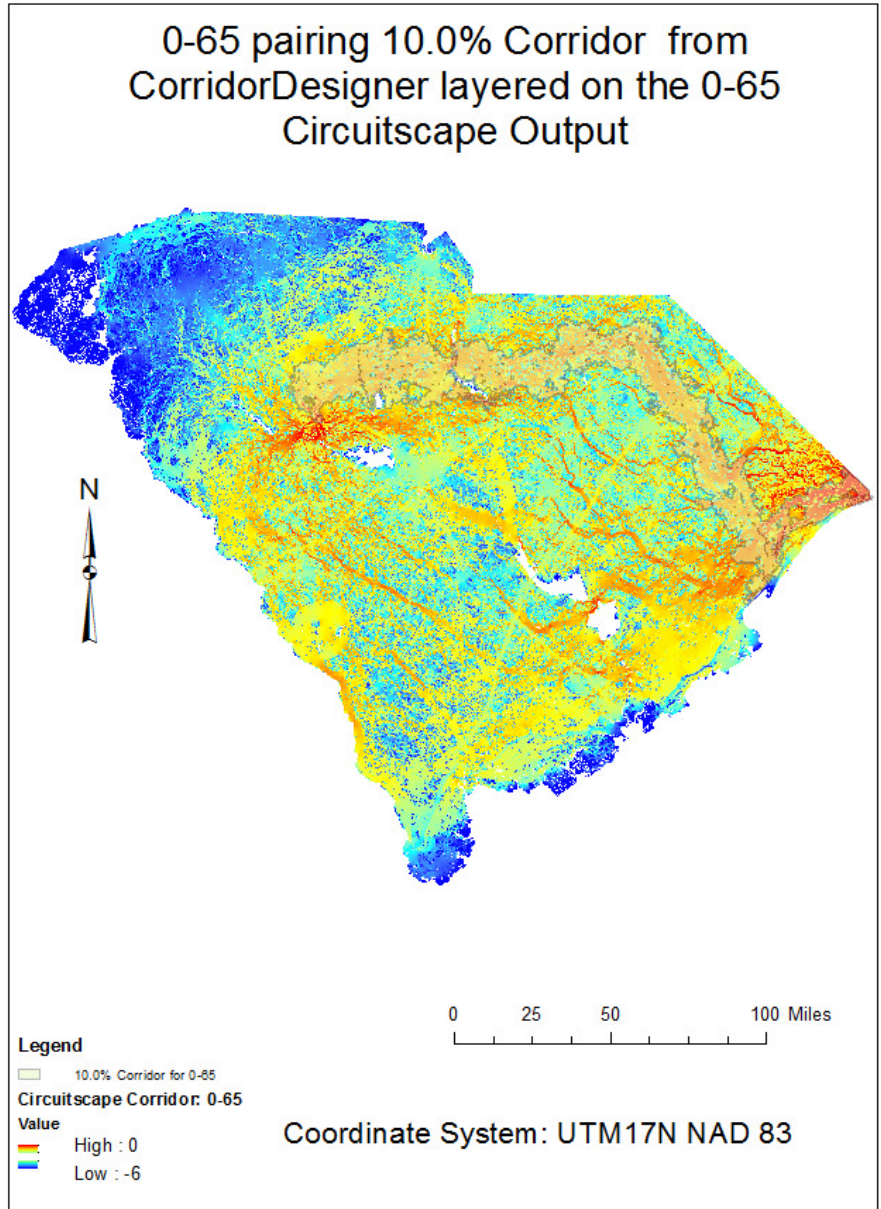 0-65 pairing 10.0% Corridor from
CorridorDesigner layered on the 0-65
Circuitscape Output
N
0 25 50 100 Miles
Legend
10.0% Corridor for 0-65
Circuitscape Corridor: 0-65
Value
High : 0
Low : -6
Coordinate System: UTM17N NAD 83